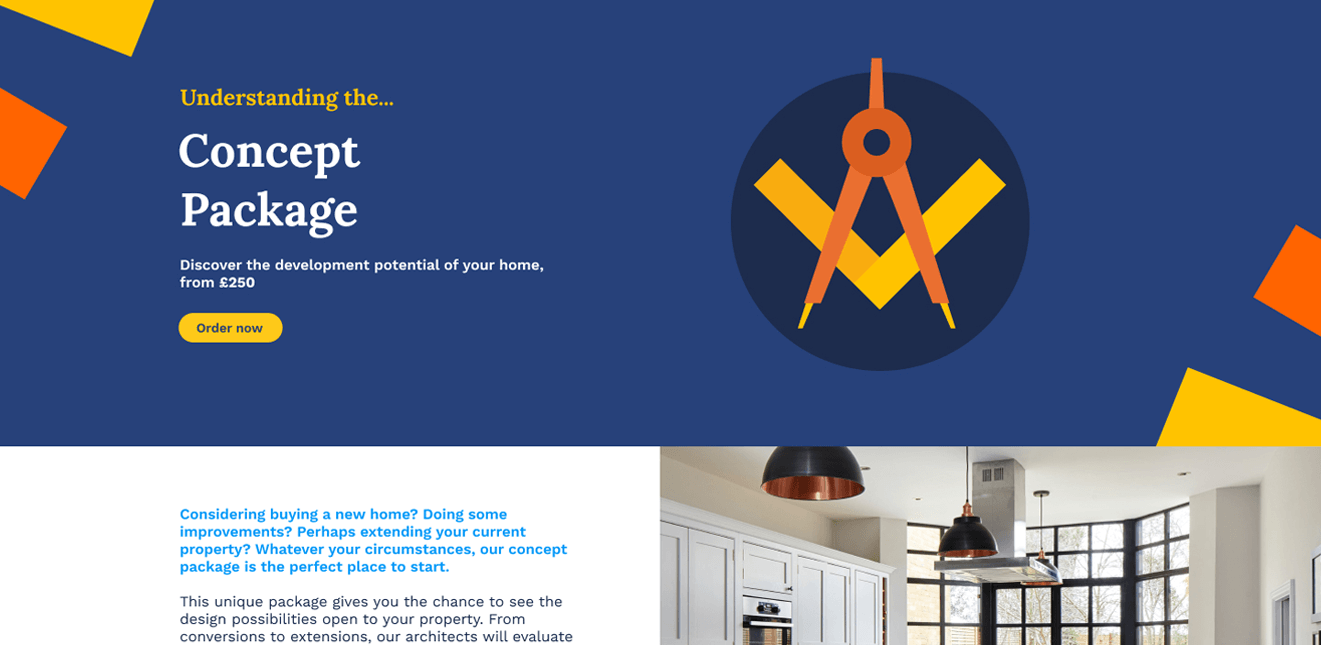 Understanding the...
Concept
Package
Discover the development potential of your home,
from £250
Order now
Considering buying a new home? Doing some
improvements? Perhaps extending your current
property? Whatever your circumstances, our concept
package is the perfect place to start.
This unique package gives you the chance to see the
design possibilities open to your property. From
conversions to extensions, our architects will evaluate